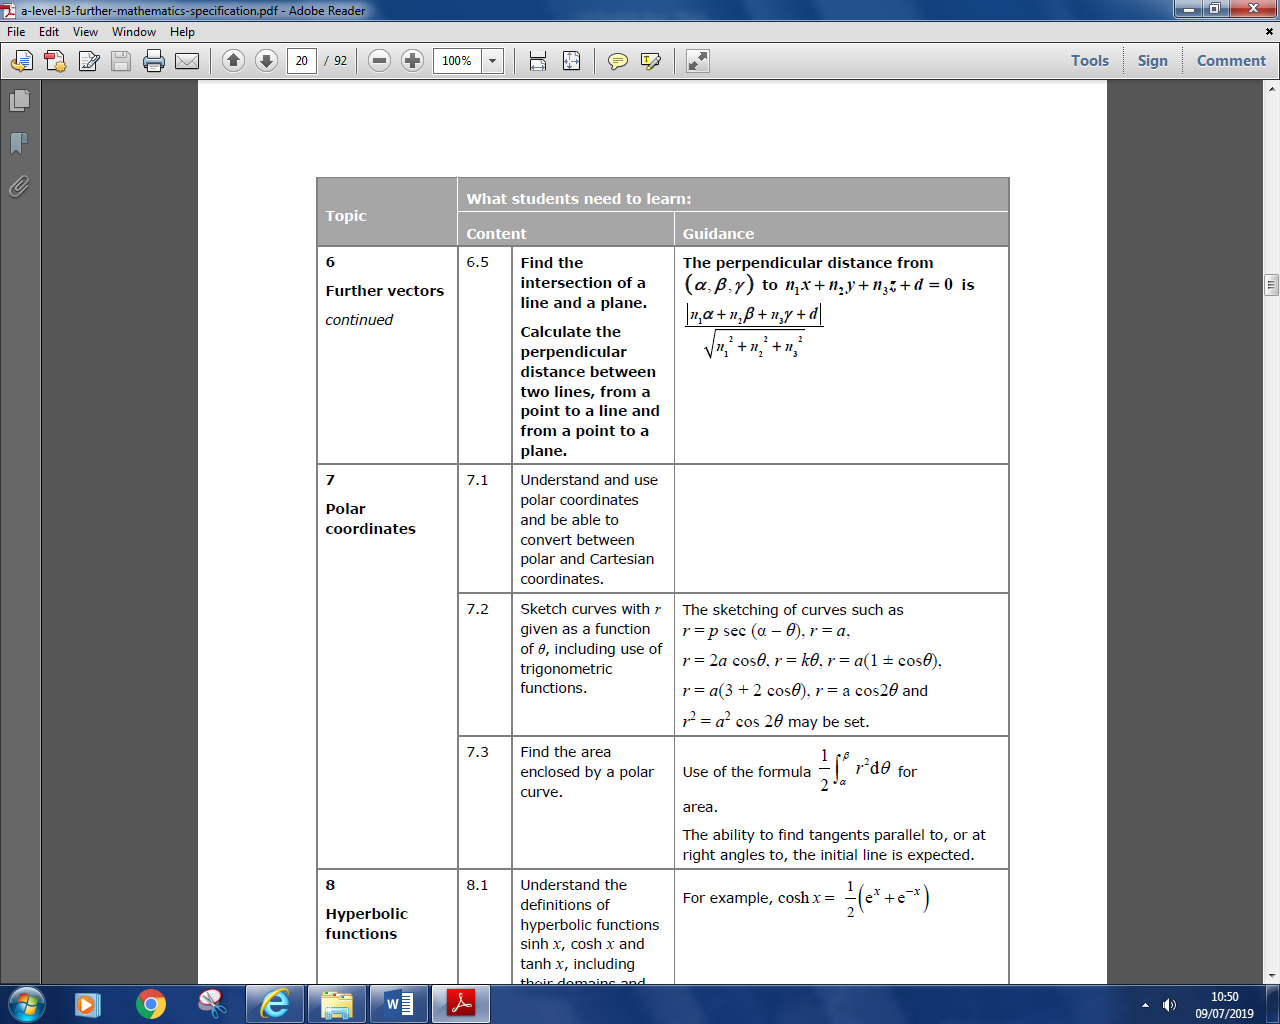 a-level-l3-further-mathematics-specification.pdf - Adobe Reader
File Edit View Window Help
20 / 92 100% Tools Sign Comment
Topic
What students need to learn:
Content
Guidance
6
Further vectors
continued
6.5
Find the
intersection of a
line and a plane.
Calculate the
perpendicular
distance between
two lines, from a
point to a line and
from a point to a
plane.
The perpendicular distance from
(α, β, γ) to n₁x + n₂y + n₃z + d = 0 is
|n₁α + n₂β + n₃γ + d|
√n₁² + n₂² + n₃²
7
Polar
coordinates
7.1
Understand and use
polar coordinates
and be able to
convert between
polar and Cartesian
coordinates.
7.2
Sketch curves with r
given as a function
of θ, including use of
trigonometric
functions.
The sketching of curves such as
r = p sec (α – θ), r = a,
r = 2a cosθ, r = kθ, r = a(1 ± cosθ),
r = a(3 + 2 cosθ), r = a cos2θ and
r² = a² cos 2θ may be set.
7.3
Find the area
enclosed by a polar
curve.
Use of the formula 1/2 ∫αβ r²dθ for
area.
The ability to find tangents parallel to, or at
right angles to, the initial line is expected.
8
Hyperbolic
functions
8.1
Understand the
definitions of
hyperbolic functions
sinh x, cosh x and
tanh x, including
their domains and
For example, cosh x = 1/2 (eˣ + e⁻ˣ)
10:50
09/07/2019